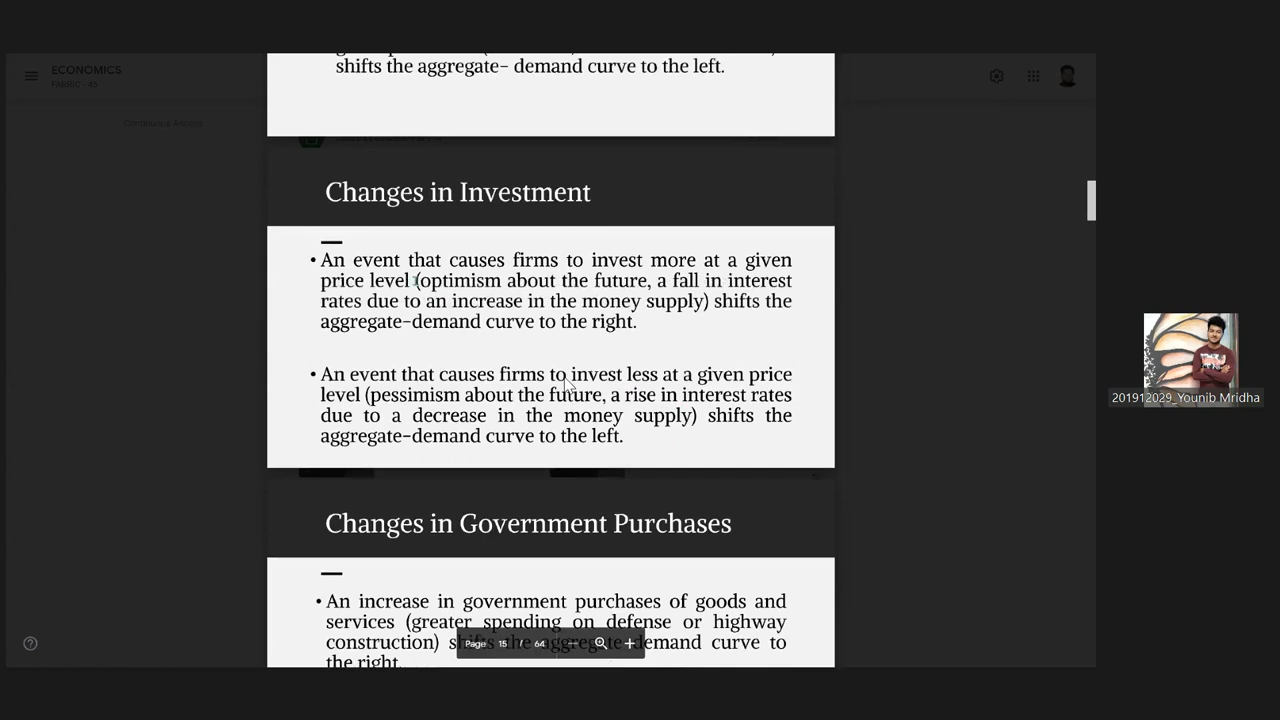 shifts the aggregate- demand curve to the left.
ECONOMICS
FABRIC - 45
Changes in Investment
• An event that causes firms to invest more at a given
price level (optimism about the future, a fall in interest
rates due to an increase in the money supply) shifts the
aggregate-demand curve to the right.
• An event that causes firms to invest less at a given price
level (pessimism about the future, a rise in interest rates
due to a decrease in the money supply) shifts the
aggregate-demand curve to the left.
201912029_Younib Mridha
Changes in Government Purchases
• An increase in government purchases of goods and
services (greater spending on defense or highway
construction) shifts the aggregate-demand curve to
the right.
Page 15 / 64